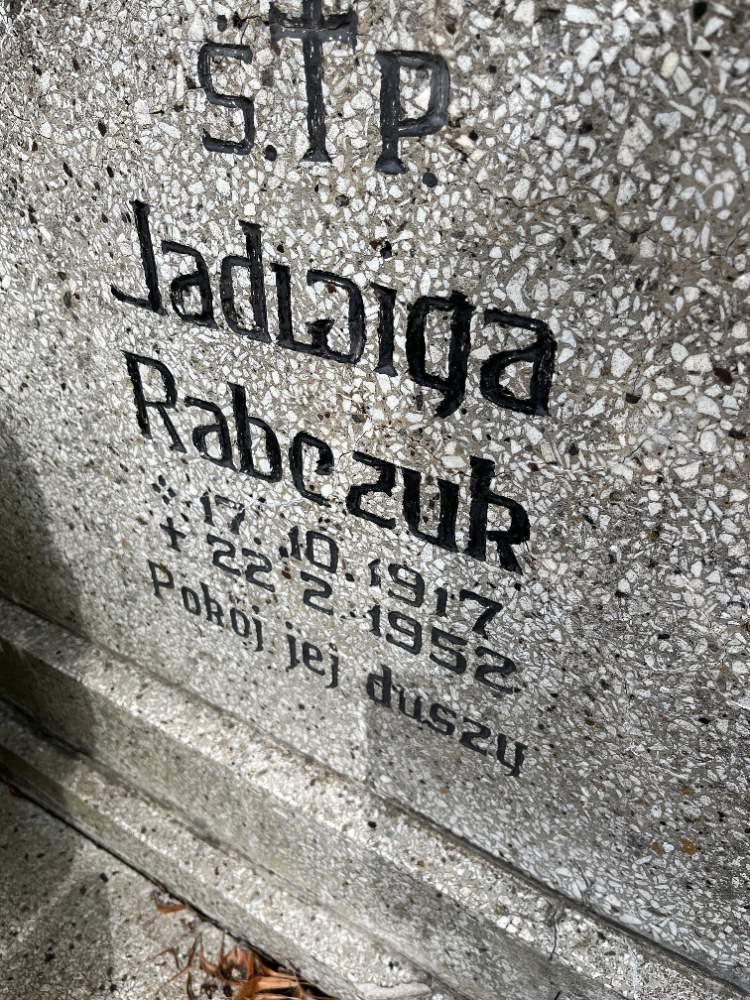 Ś. † P.
Jadwiga
Rabczuk
* 17. 10. 1917
+ 22. 2. 1952
Pokój jej duszy